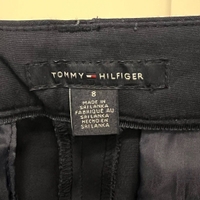 TOMMY HILFIGER
8
MADE IN
SRI LANKA
FABRIQUÉ AU
SRI LANKA
HECHO EN
SRI LANKA